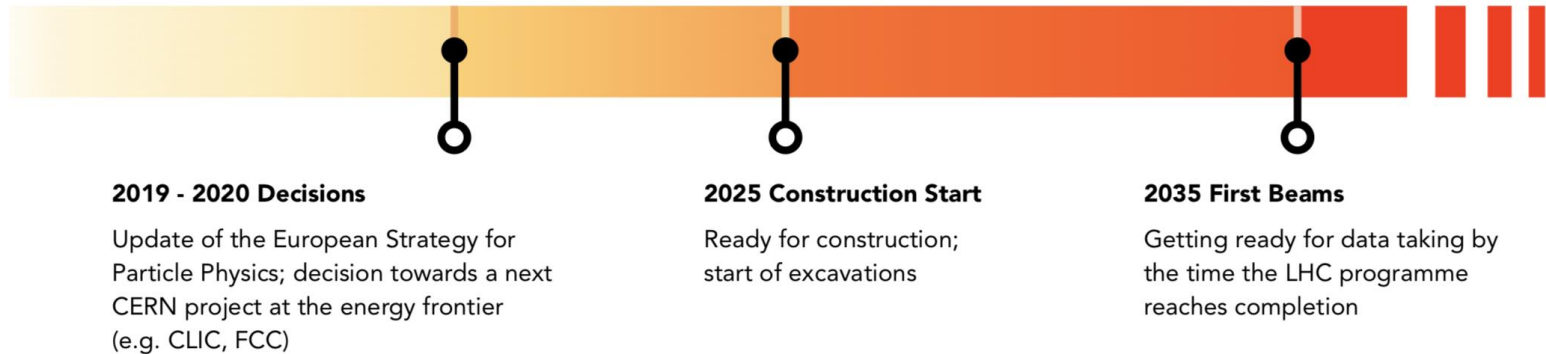 2019 - 2020 Decisions
Update of the European Strategy for
Particle Physics; decision towards a next
CERN project at the energy frontier
(e.g. CLIC, FCC)
2025 Construction Start
Ready for construction;
start of excavations
2035 First Beams
Getting ready for data taking by
the time the LHC programme
reaches completion